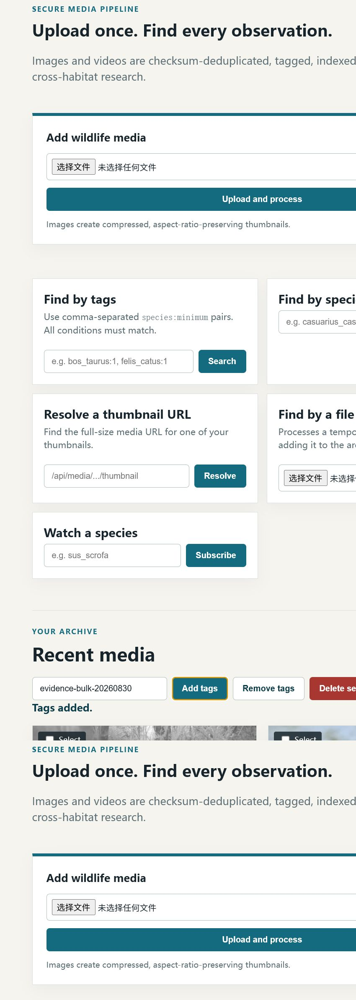 SECURE MEDIA PIPELINE
Upload once. Find every observation.
Images and videos are checksum-deduplicated, tagged, indexed
cross-habitat research.
Add wildlife media
选择文件 未选择任何文件
Upload and process
Images create compressed, aspect-ratio-preserving thumbnails.
Find by tags
Use comma-separated species:minimum pairs.
All conditions must match.
e.g. bos_taurus:1, felis_catus:1
Search
Find by speci
e.g. casuarius_cas
Resolve a thumbnail URL
Find the full-size media URL for one of your
thumbnails.
/api/media/.../thumbnail
Resolve
Find by a file
Processes a tempo
adding it to the ar
选择文件 未选择
Watch a species
e.g. sus_scrofa
Subscribe
YOUR ARCHIVE
Recent media
evidence-bulk-20260830
Add tags
Remove tags
Delete se
Tags added.
Select
Select
SECURE MEDIA PIPELINE
Upload once. Find every observation.
Images and videos are checksum-deduplicated, tagged, indexed
cross-habitat research.
Add wildlife media
选择文件 未选择任何文件
Upload and process
Images create compressed, aspect-ratio-preserving thumbnails.